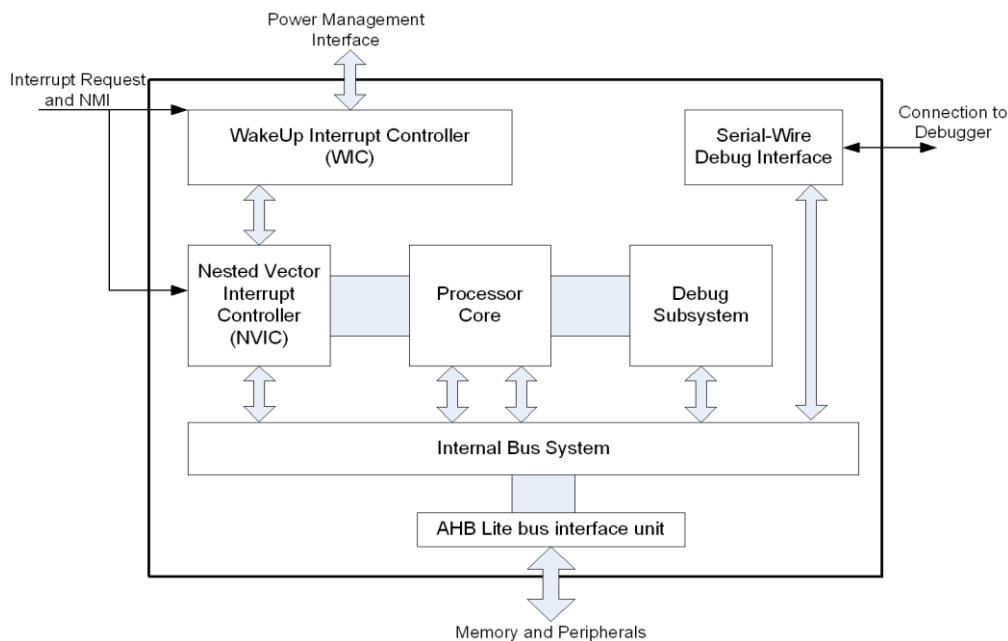 Power Management
Interface
Interrupt Request
and NMI
WakeUp Interrupt Controller
(WIC)
Serial-Wire
Debug Interface
Connection to
Debugger
Nested Vector
Interrupt
Controller
(NVIC)
Processor
Core
Debug
Subsystem
Internal Bus System
AHB Lite bus interface unit
Memory and Peripherals